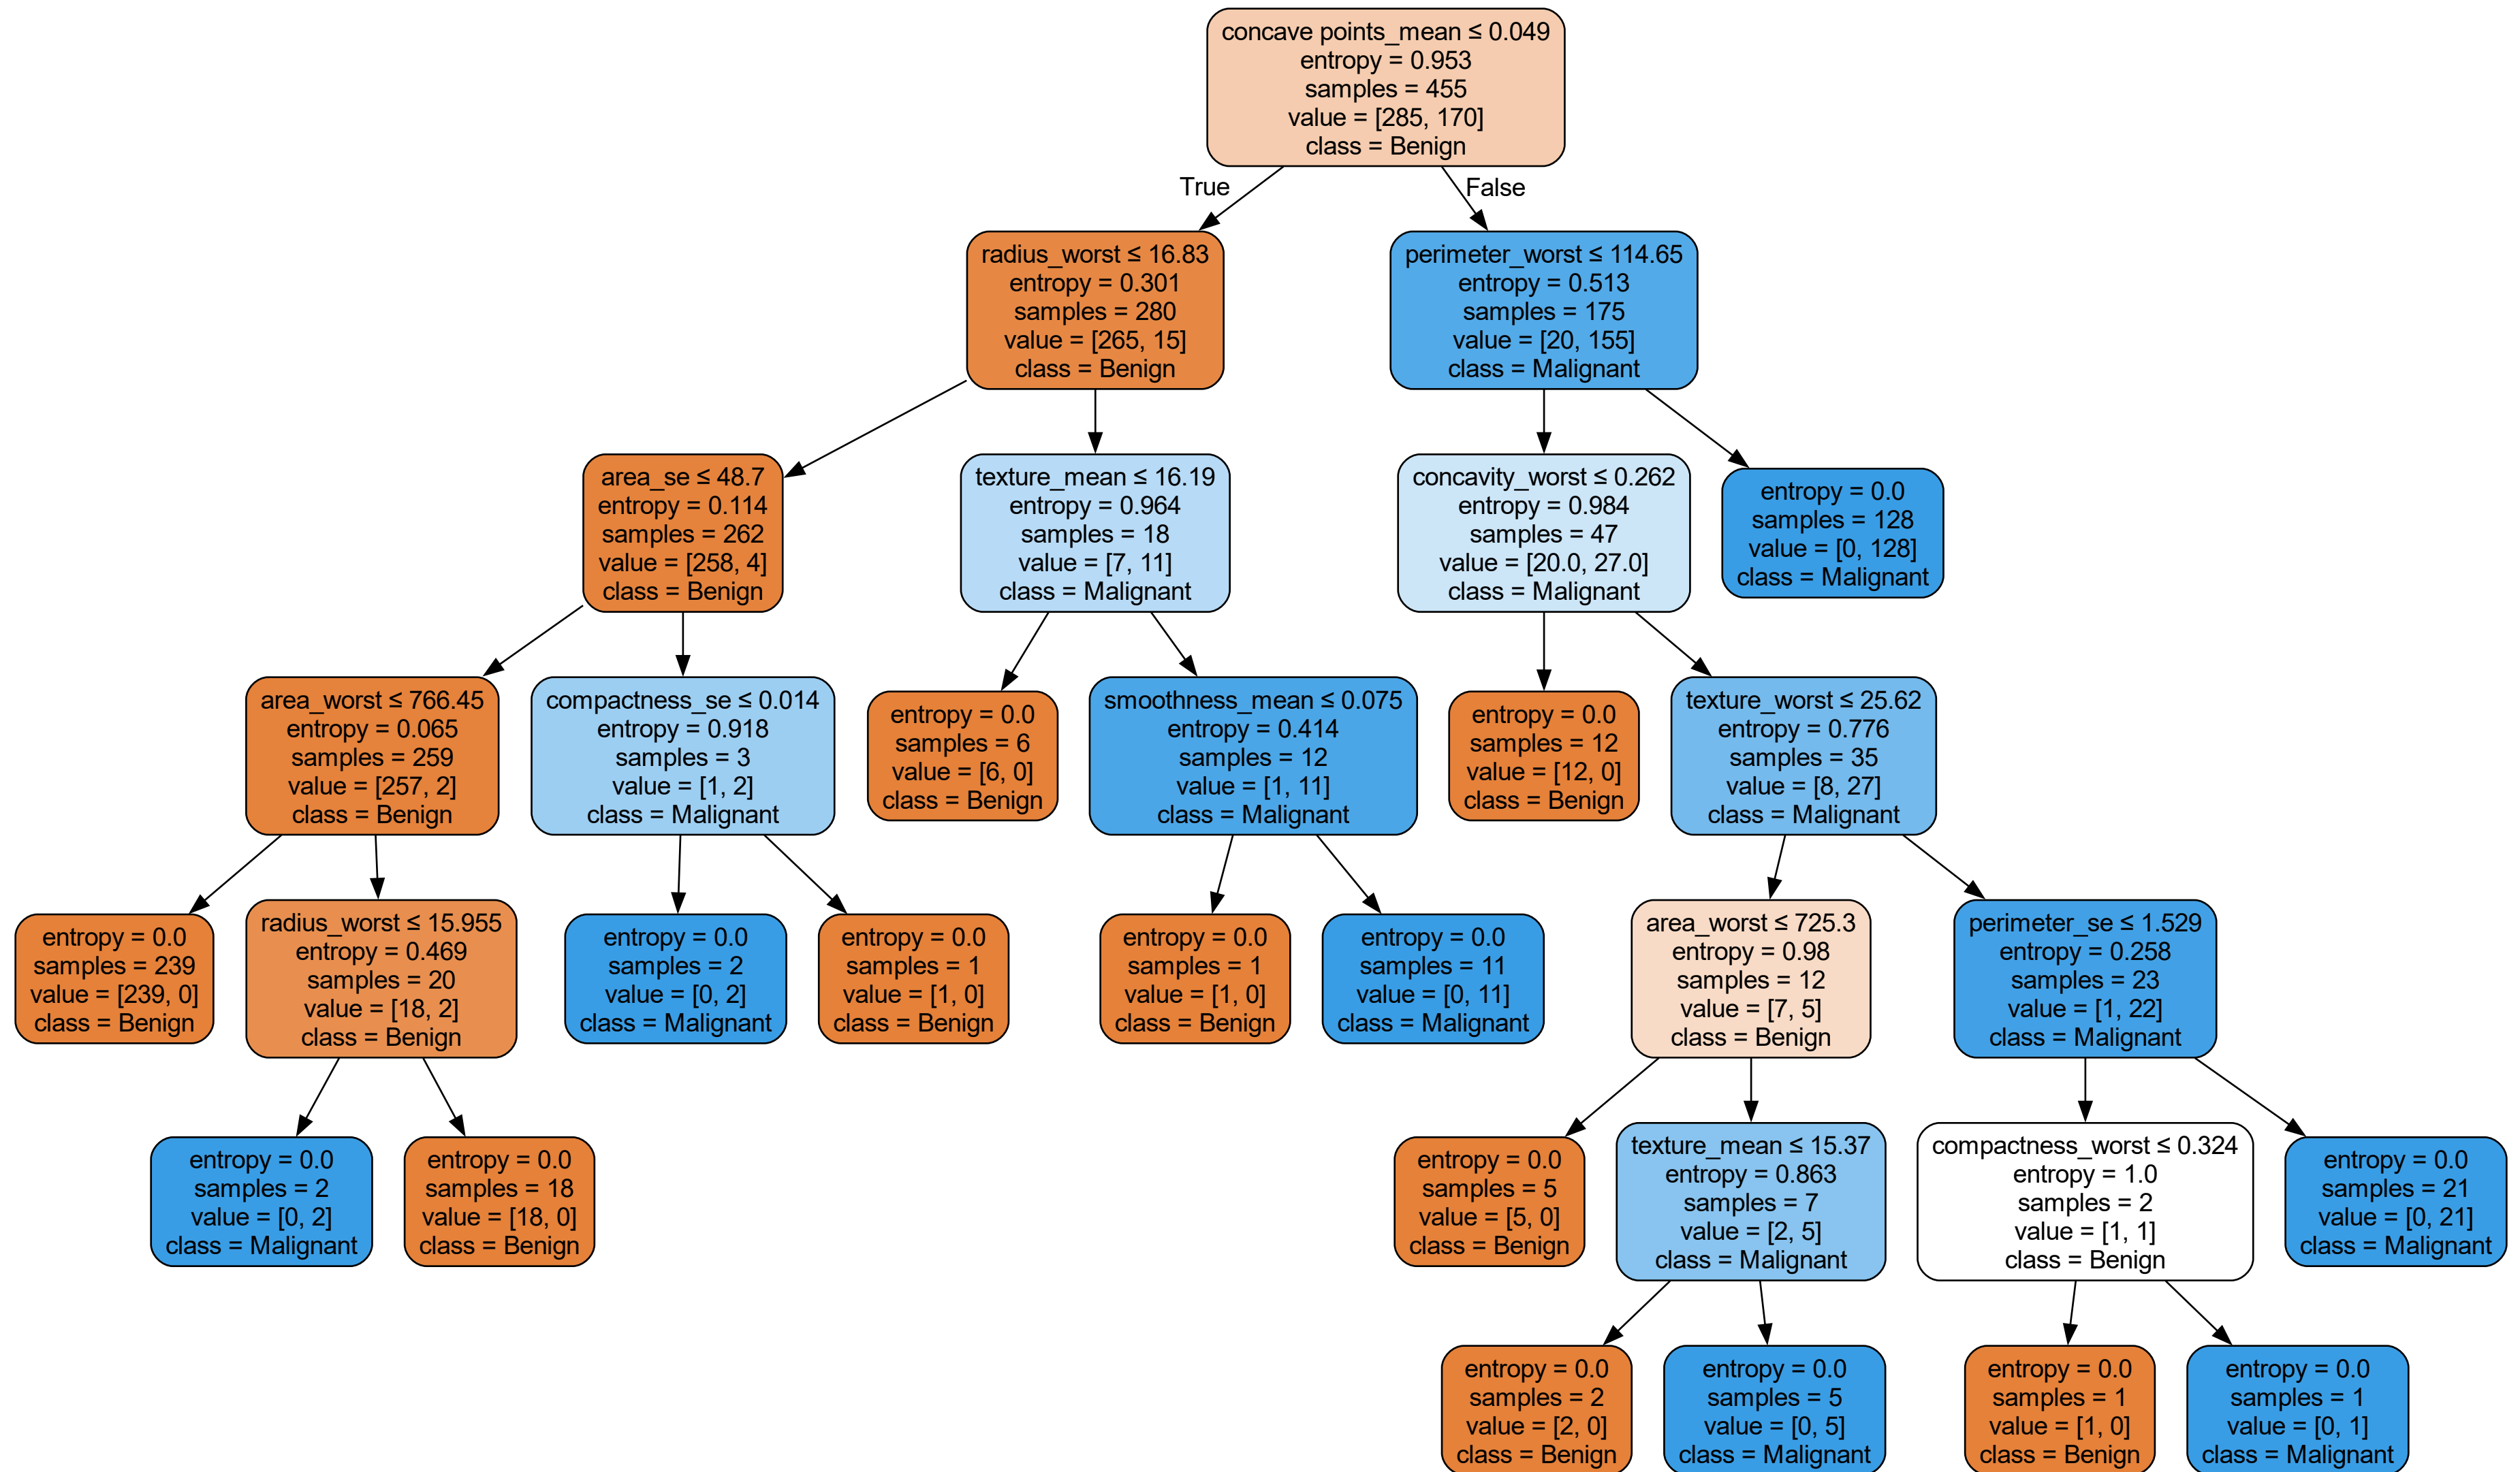 concave points_mean ≤ 0.049
entropy = 0.953
samples = 455
value = [285, 170]
class = Benign
True
False
radius_worst ≤ 16.83
entropy = 0.301
samples = 280
value = [265, 15]
class = Benign
perimeter_worst ≤ 114.65
entropy = 0.513
samples = 175
value = [20, 155]
class = Malignant
area_se ≤ 48.7
entropy = 0.114
samples = 262
value = [258, 4]
class = Benign
texture_mean ≤ 16.19
entropy = 0.964
samples = 18
value = [7, 11]
class = Malignant
concavity_worst ≤ 0.262
entropy = 0.984
samples = 47
value = [20.0, 27.0]
class = Malignant
entropy = 0.0
samples = 128
value = [0, 128]
class = Malignant
area_worst ≤ 766.45
entropy = 0.065
samples = 259
value = [257, 2]
class = Benign
compactness_se ≤ 0.014
entropy = 0.918
samples = 3
value = [1, 2]
class = Malignant
entropy = 0.0
samples = 6
value = [6, 0]
class = Benign
smoothness_mean ≤ 0.075
entropy = 0.414
samples = 12
value = [1, 11]
class = Malignant
entropy = 0.0
samples = 12
value = [12, 0]
class = Benign
texture_worst ≤ 25.62
entropy = 0.776
samples = 35
value = [8, 27]
class = Malignant
entropy = 0.0
samples = 239
value = [239, 0]
class = Benign
radius_worst ≤ 15.955
entropy = 0.469
samples = 20
value = [18, 2]
class = Benign
entropy = 0.0
samples = 2
value = [0, 2]
class = Malignant
entropy = 0.0
samples = 1
value = [1, 0]
class = Benign
entropy = 0.0
samples = 1
value = [1, 0]
class = Benign
entropy = 0.0
samples = 11
value = [0, 11]
class = Malignant
area_worst ≤ 725.3
entropy = 0.98
samples = 12
value = [7, 5]
class = Benign
perimeter_se ≤ 1.529
entropy = 0.258
samples = 23
value = [1, 22]
class = Malignant
entropy = 0.0
samples = 2
value = [0, 2]
class = Malignant
entropy = 0.0
samples = 18
value = [18, 0]
class = Benign
entropy = 0.0
samples = 5
value = [5, 0]
class = Benign
texture_mean ≤ 15.37
entropy = 0.863
samples = 7
value = [2, 5]
class = Malignant
compactness_worst ≤ 0.324
entropy = 1.0
samples = 2
value = [1, 1]
class = Benign
entropy = 0.0
samples = 21
value = [0, 21]
class = Malignant
entropy = 0.0
samples = 2
value = [2, 0]
class = Benign
entropy = 0.0
samples = 5
value = [0, 5]
class = Malignant
entropy = 0.0
samples = 1
value = [1, 0]
class = Benign
entropy = 0.0
samples = 1
value = [0, 1]
class = Malignant